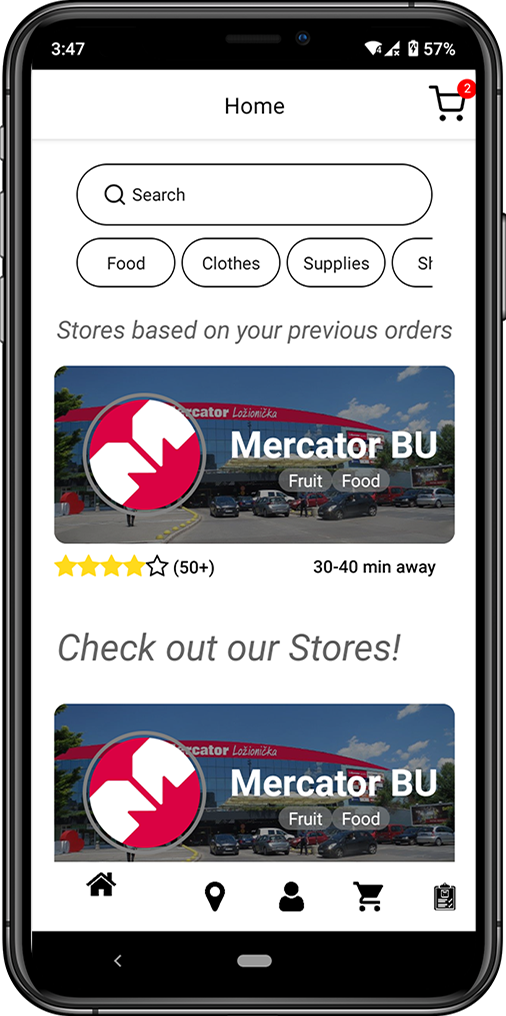 3:47
4
57%
Home
2
Search
Food Clothes Supplies
Stores based on your previous orders
Mercator Ložionička
Mercator BU
Fruit Food
(50+) 30-40 min away
Check out our Stores!
Mercator Ložionička
Mercator BU
Fruit Food